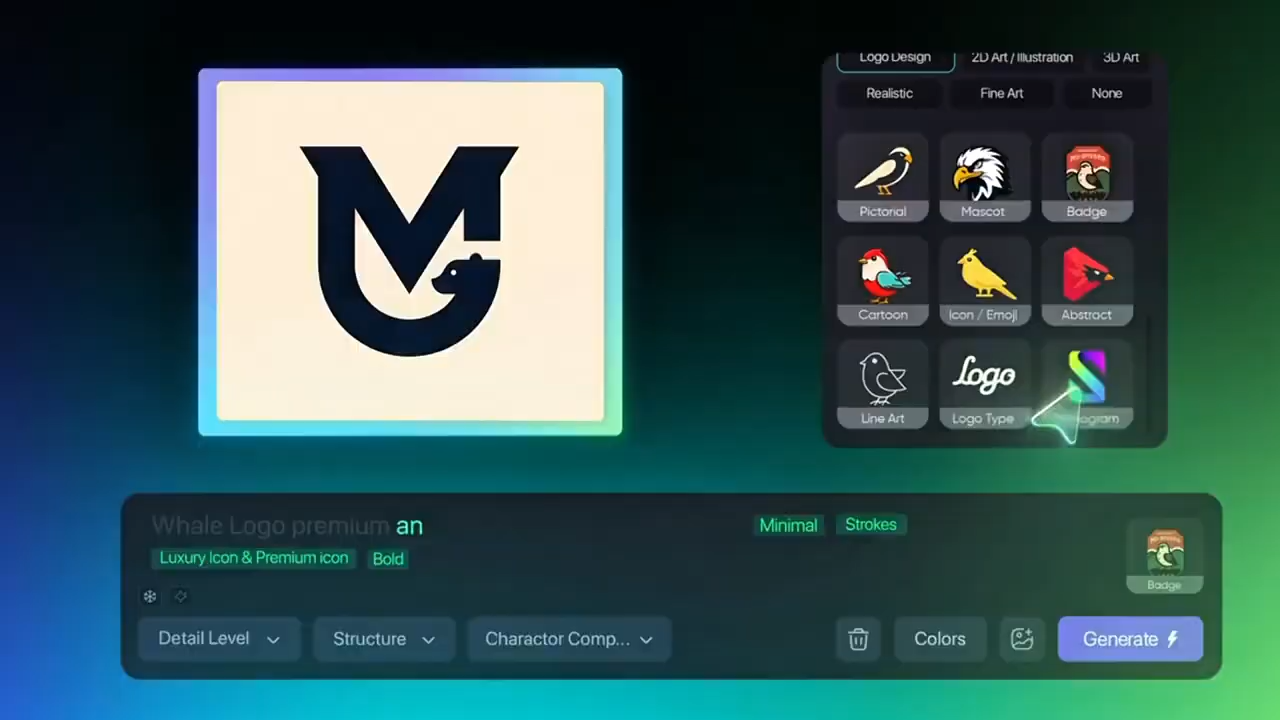 Logo Design 2D Art / Illustration 3D Art
Realistic Fine Art None
Pictorial Mascot Badge
Cartoon Icon / Emoji Abstract
Logo
Line Art Logo Type
Whale Logo premium an
Minimal Strokes
Luxury Icon & Premium icon Bold
Badge
Detail Level Structure Charactor Comp... Colors Generate